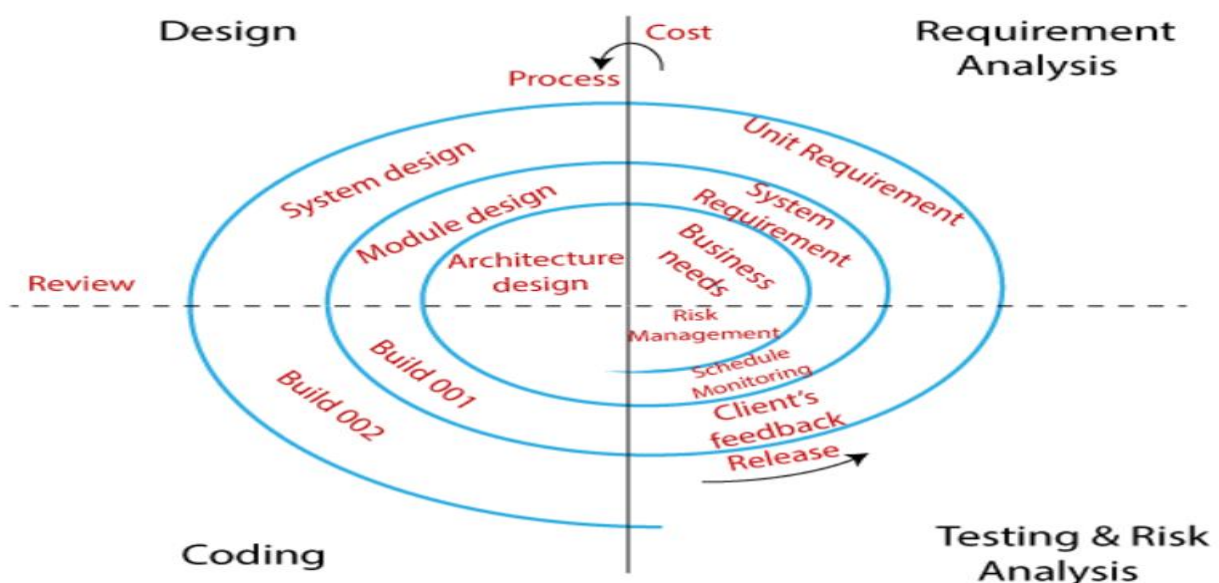 Design
Cost
Requirement
Analysis
Process
Unit Requirement
System design
System
Requirement
Module design
Business
needs
Architecture
design
Review
Risk
Management
Schedule
Monitoring
Build 001
Build 002
Client's
feedback
Release
Coding
Testing & Risk
Analysis